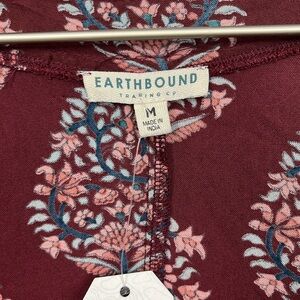 EARTHBOUND
TRADING CO
M
MADE IN
INDIA